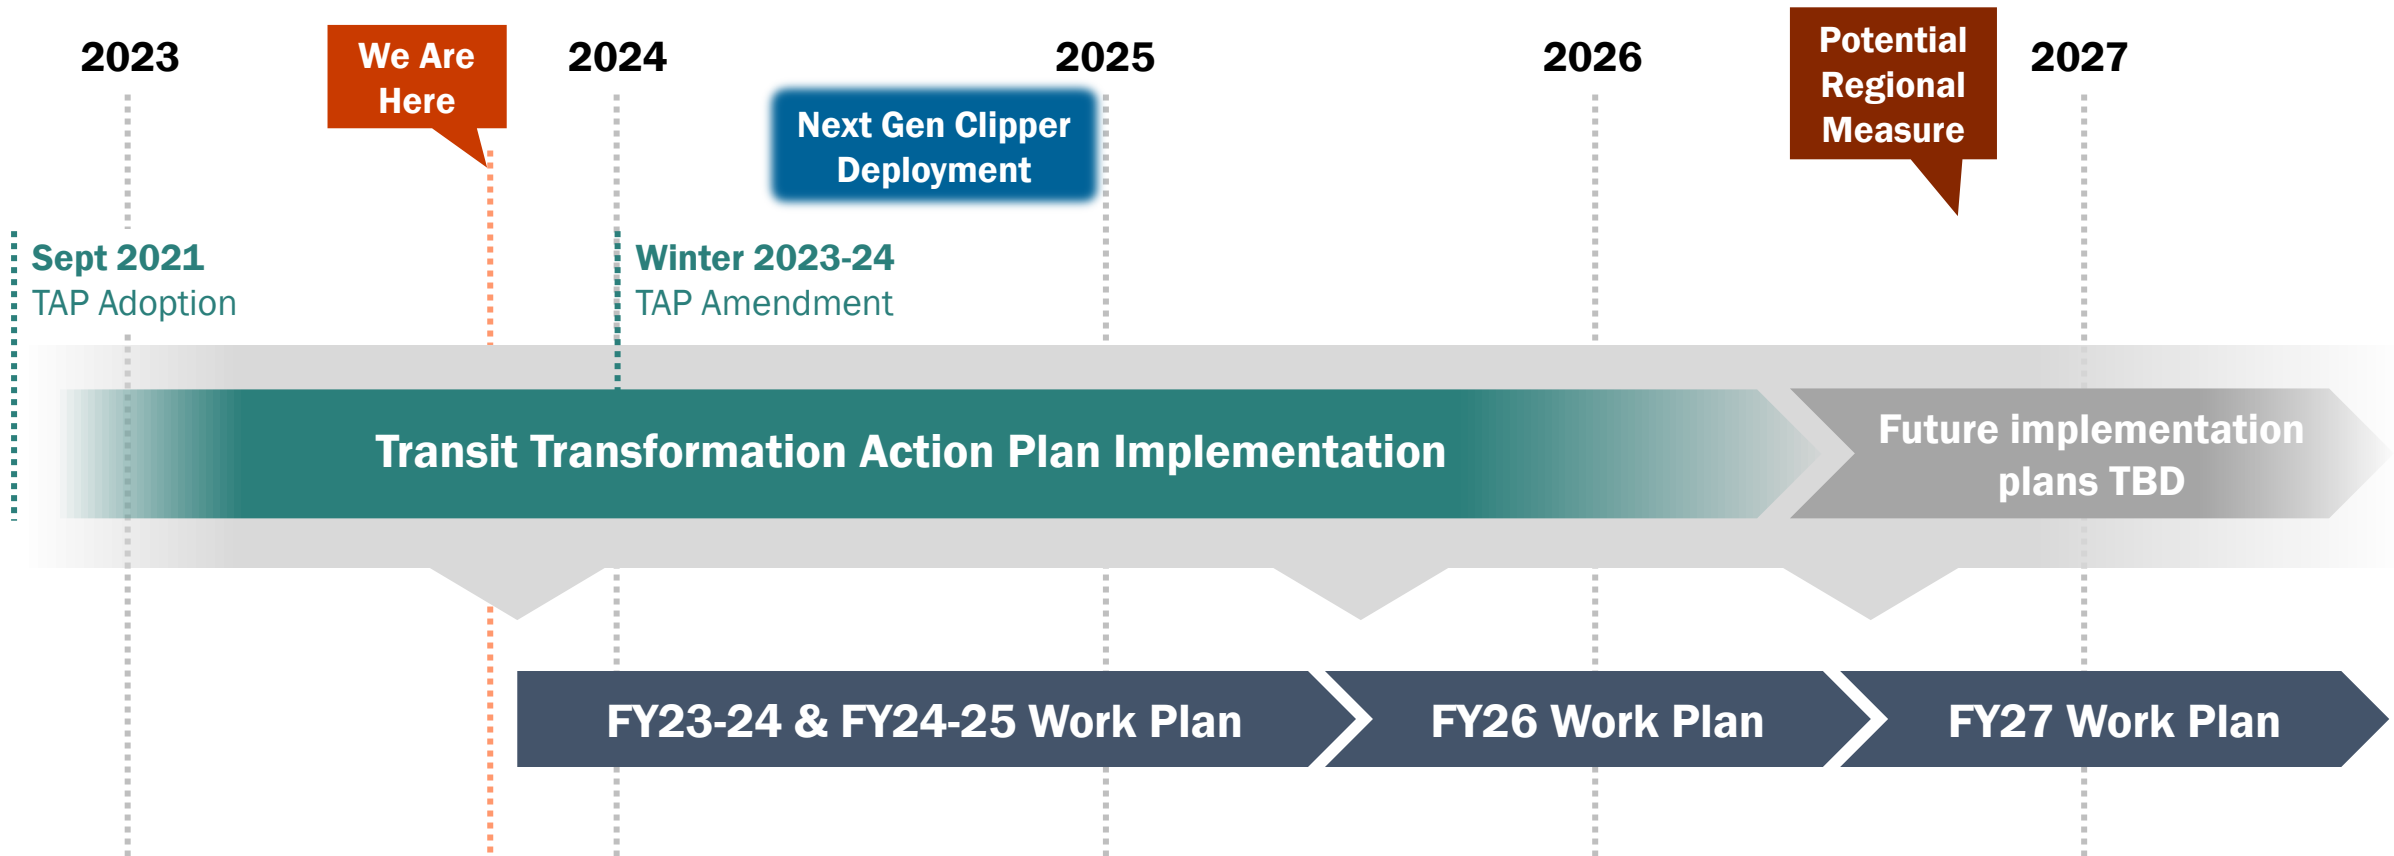 2023
We Are
Here
2024
2025
2026
Potential
Regional
Measure
2027
Next Gen Clipper
Deployment
Sept 2021
TAP Adoption
Winter 2023-24
TAP Amendment
Transit Transformation Action Plan Implementation
Future implementation
plans TBD
FY23-24 & FY24-25 Work Plan
FY26 Work Plan
FY27 Work Plan